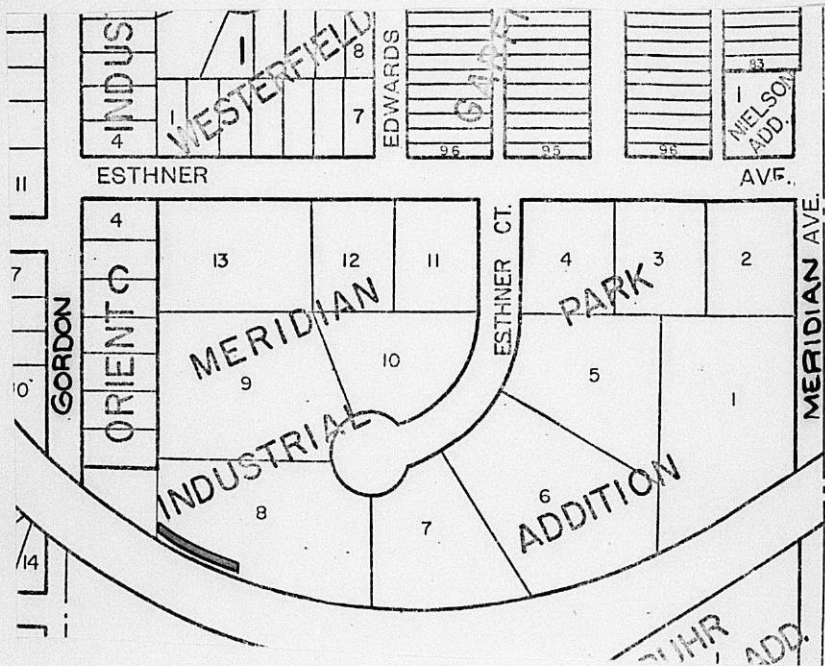 INDUS
4
WESTERFIELD
1
8
1
7
EDWARDS
GARFI
96
95
96
93
1
NIELSON
ADD.
11
ESTHNER
AVE.
4
13
12
11
ESTHNER CT.
4
3
2
MERIDIAN AVE.
7
GORDON
ORIENT
MERIDIAN
PARK
10
9
5
1
10
INDUSTRIAL
ADDITION
8
7
6
14
RUHR
ADD.